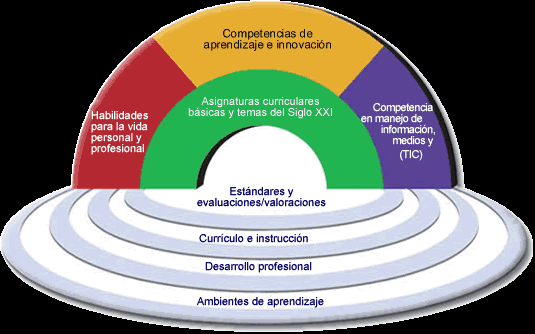 Competencias de
aprendizaje e innovación
Asignaturas curriculares
básicas y temas del Siglo XXI
Habilidades
para la vida
personal y
profesional
Competencia
en manejo de
información,
medios y
(TIC)
Estándares y
evaluaciones/valoraciones
Currículo e instrucción
Desarrollo profesional
Ambientes de aprendizaje